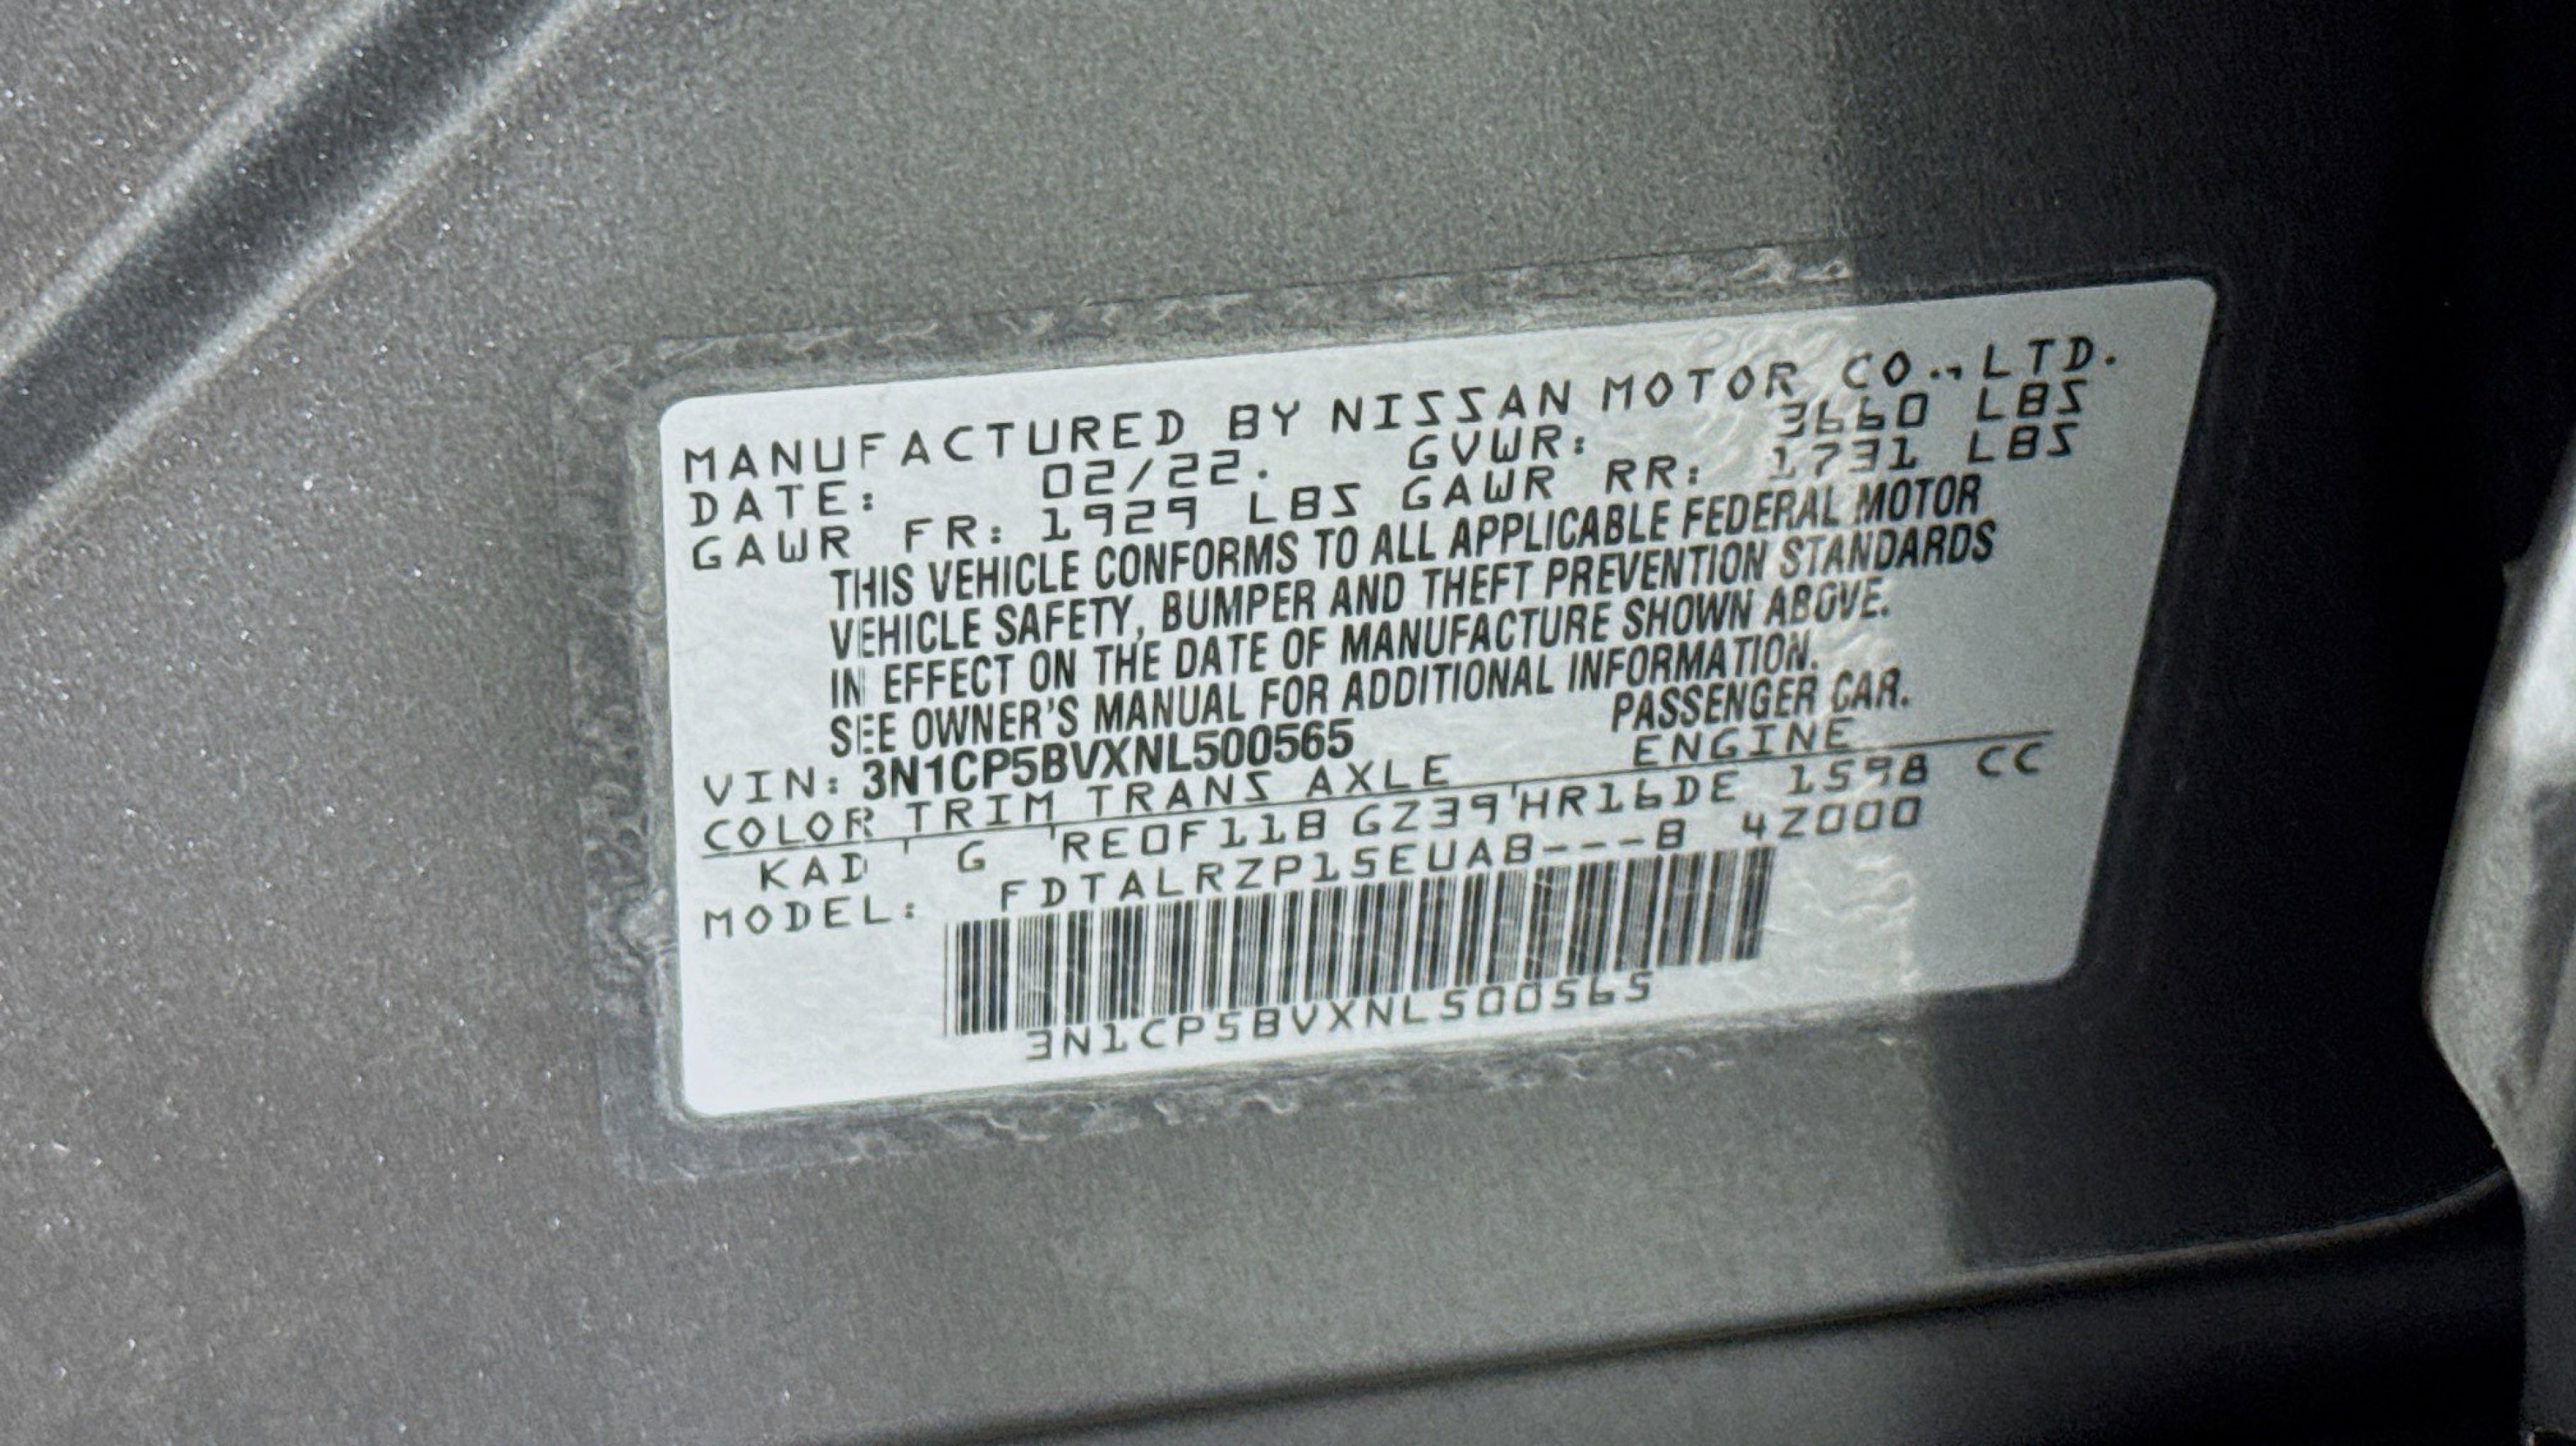 MANUFACTURED BY NISSAN MOTOR CO.,LTD.
DATE: 02/22. GVWR: 3660 LBS
GAWR FR: 1929 LBS GAWR RR: 1731 LBS
THIS VEHICLE CONFORMS TO ALL APPLICABLE FEDERAL MOTOR
VEHICLE SAFETY, BUMPER AND THEFT PREVENTION STANDARDS
IN EFFECT ON THE DATE OF MANUFACTURE SHOWN ABOVE.
SEE OWNER'S MANUAL FOR ADDITIONAL INFORMATION.
VIN: 3N1CP5BVXNL500565 PASSENGER CAR.
COLOR TRIM TRANS AXLE ENGINE
KAD G RE0F11B GZ39 HR16DE 1598 CC
MODEL: FDTALRZP15EUAB---B 4Z000
3N1CP5BVXNL500565